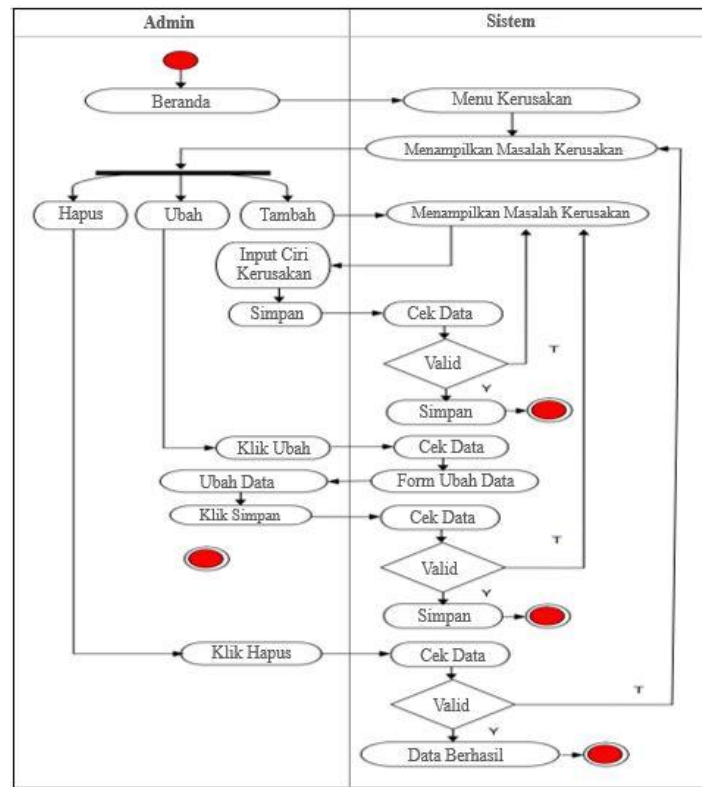 Admin
Sistem
Beranda
Menu Kerusakan
Menampilkan Masalah Kerusakan
Hapus
Ubah
Tambah
Menampilkan Masalah Kerusakan
Input Ciri
Kerusakan
Simpan
Cek Data
Valid
T
Y
Simpan
Klik Ubah
Cek Data
Ubah Data
Form Ubah Data
Klik Simpan
Cek Data
T
Valid
Y
Simpan
Klik Hapus
Cek Data
T
Valid
Y
Data Berhasil